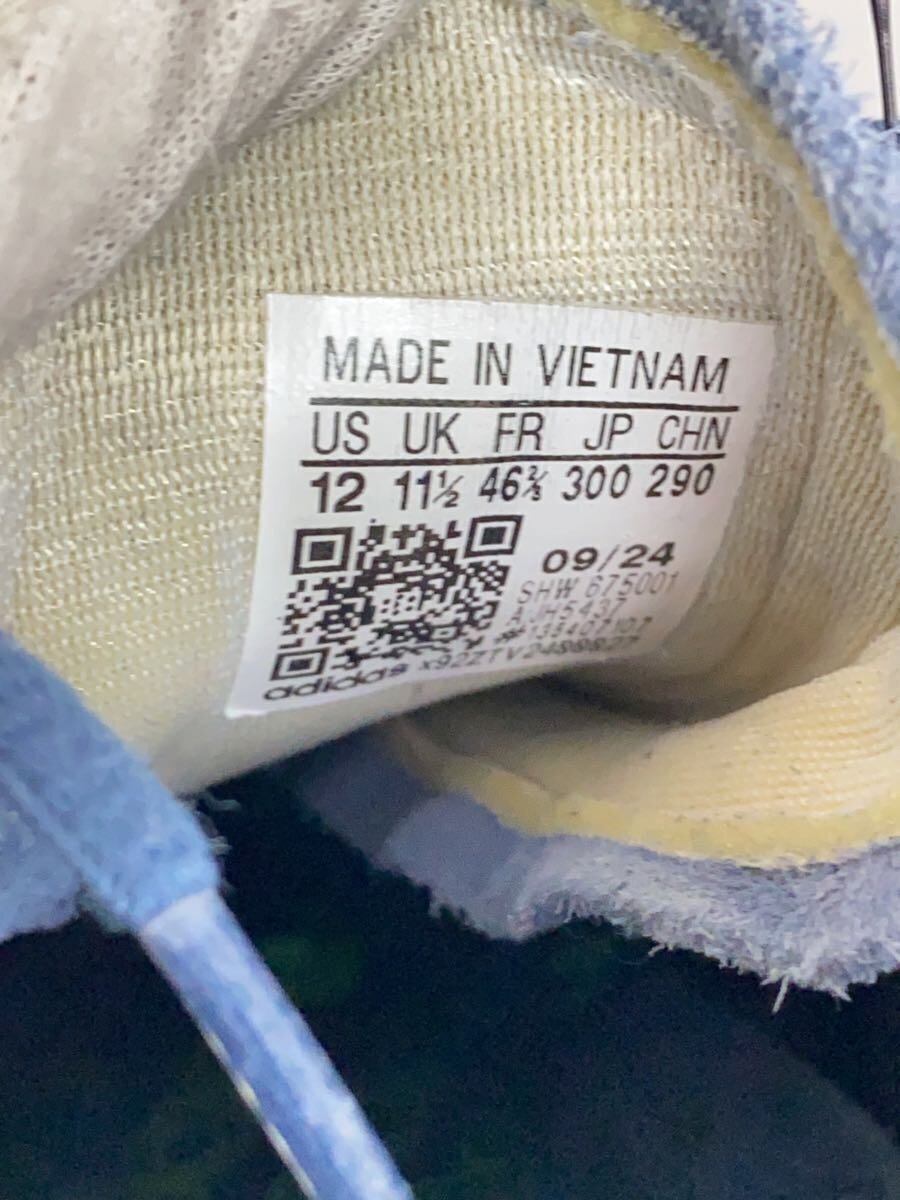 MADE IN VIETNAM
US UK FR JP CHN
12 11½ 46⅔ 300 290
09/24
SHW 675001
AJH5437
adidas